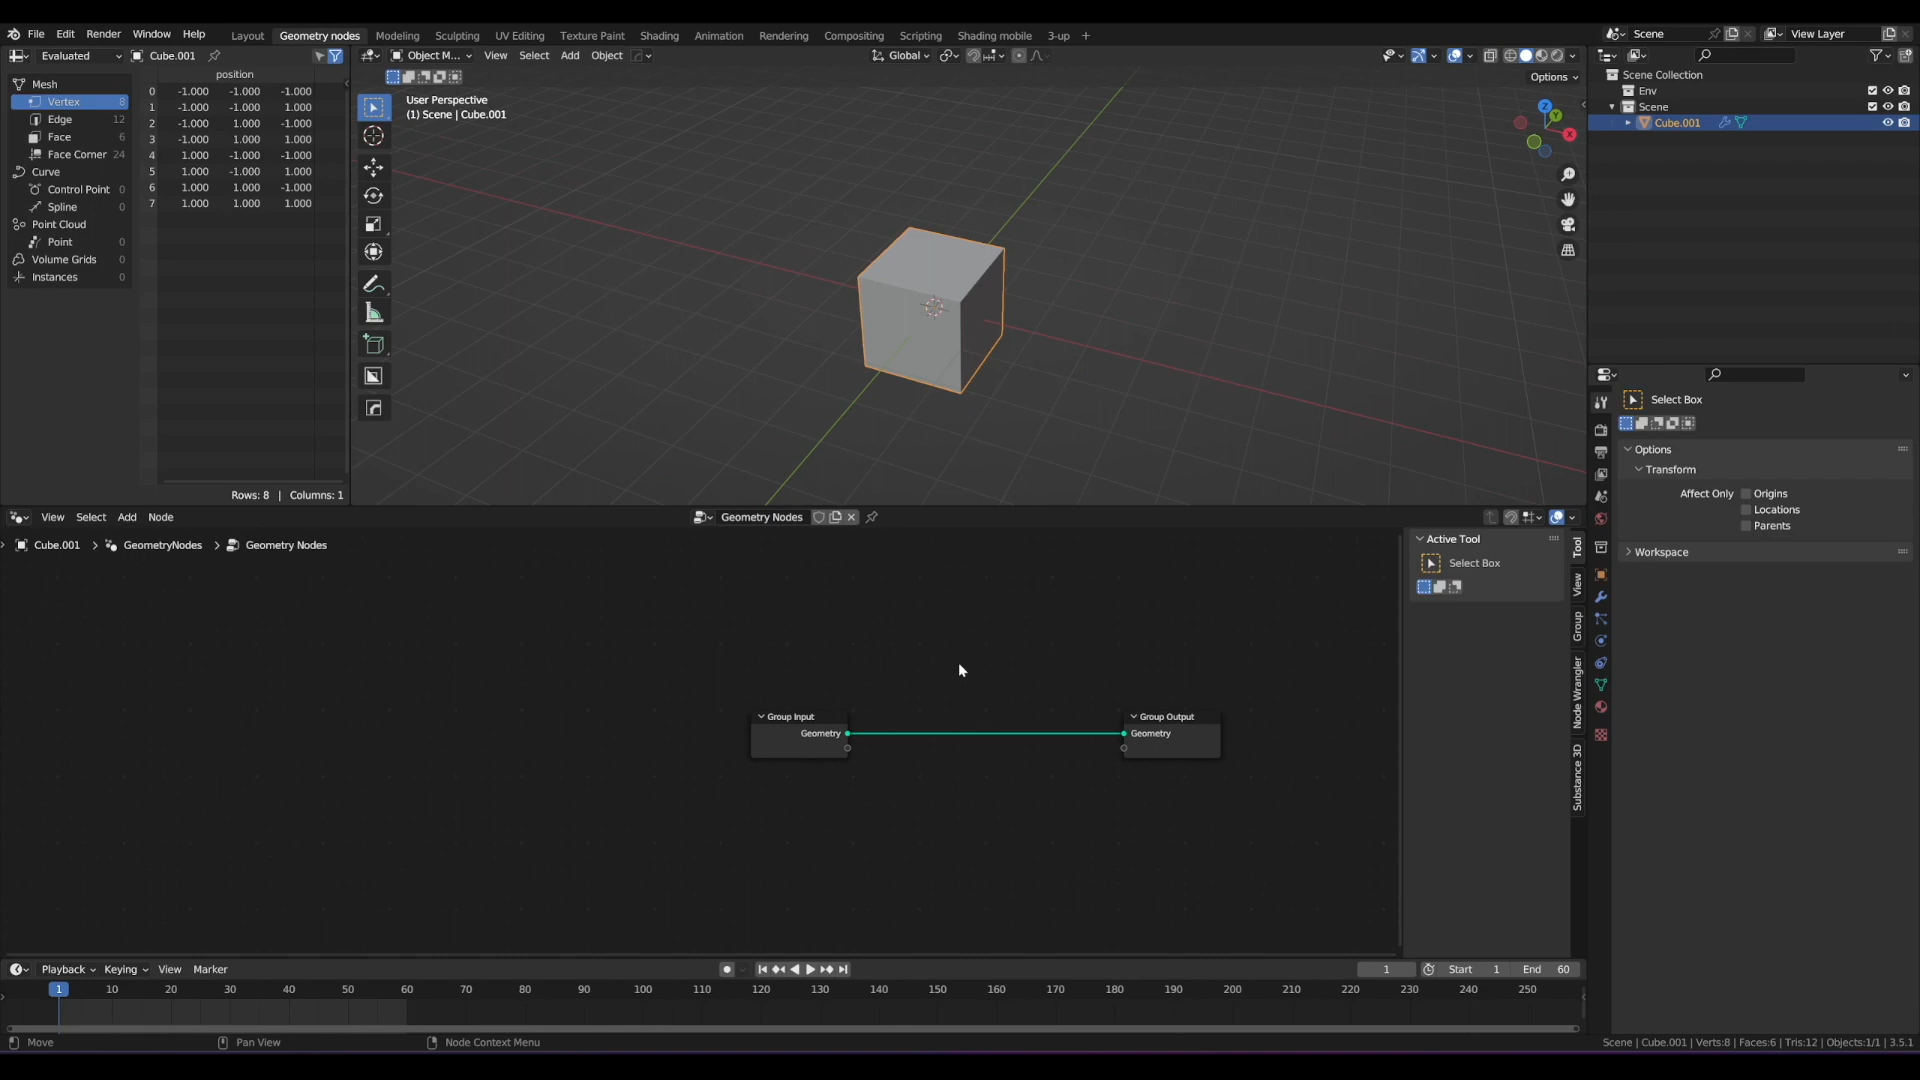 File Edit Render Window Help Layout Geometry nodes Modeling Sculpting UV Editing Texture Paint Shading Animation Rendering Compositing Scripting Shading mobile 3-up + Scene View Layer
Evaluated Cube.001
Object M... View Select Add Object Global
Options
position
Mesh
Vertex 8
Edge 12
Face 6
Face Corner 24
Curve
Control Point 0
Spline 0
Point Cloud
Point 0
Volume Grids 0
Instances 0
0 -1.000 -1.000 -1.000
1 -1.000 -1.000 1.000
2 -1.000 1.000 -1.000
3 -1.000 1.000 1.000
4 1.000 -1.000 -1.000
5 1.000 -1.000 1.000
6 1.000 1.000 -1.000
7 1.000 1.000 1.000
Rows: 8 | Columns: 1
User Perspective
(1) Scene | Cube.001
Z
Y
X
Scene Collection
Env
Scene
Cube.001
Select Box
Options
Transform
Affect Only Origins
Locations
Parents
Workspace
View Select Add Node Geometry Nodes
Cube.001 > GeometryNodes > Geometry Nodes
Group Input
Geometry
Group Output
Geometry
Active Tool
Select Box
Tool
View
Group
Node Wrangler
Substance 3D
Playback Keying View Marker 1 Start 1 End 60
1 10 20 30 40 50 60 70 80 90 100 110 120 130 140 150 160 170 180 190 200 210 220 230 240 250
Move Pan View Node Context Menu Scene | Cube.001 | Verts:8 | Faces:6 | Tris:12 | Objects:1/1 | 3.5.1